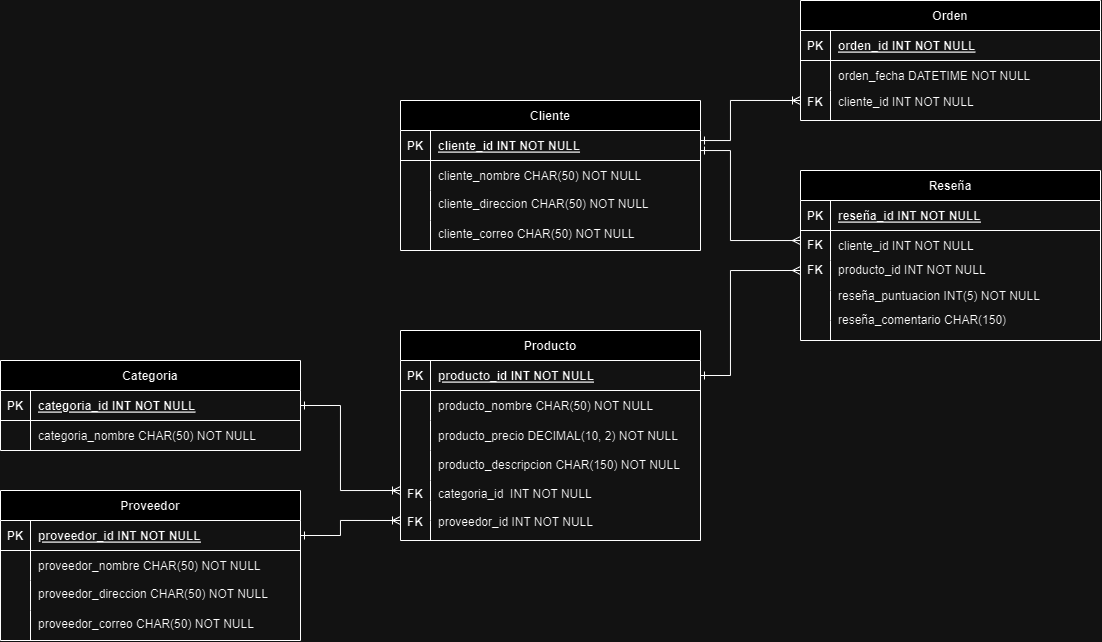 Orden
PK orden_id INT NOT NULL
orden_fecha DATETIME NOT NULL
FK cliente_id INT NOT NULL
Cliente
PK cliente_id INT NOT NULL
cliente_nombre CHAR(50) NOT NULL
cliente_direccion CHAR(50) NOT NULL
cliente_correo CHAR(50) NOT NULL
Reseña
PK reseña_id INT NOT NULL
FK cliente_id INT NOT NULL
FK producto_id INT NOT NULL
reseña_puntuacion INT(5) NOT NULL
reseña_comentario CHAR(150)
Producto
PK producto_id INT NOT NULL
producto_nombre CHAR(50) NOT NULL
producto_precio DECIMAL(10, 2) NOT NULL
producto_descripcion CHAR(150) NOT NULL
FK categoria_id INT NOT NULL
FK proveedor_id INT NOT NULL
Categoria
PK categoria_id INT NOT NULL
categoria_nombre CHAR(50) NOT NULL
Proveedor
PK proveedor_id INT NOT NULL
proveedor_nombre CHAR(50) NOT NULL
proveedor_direccion CHAR(50) NOT NULL
proveedor_correo CHAR(50) NOT NULL